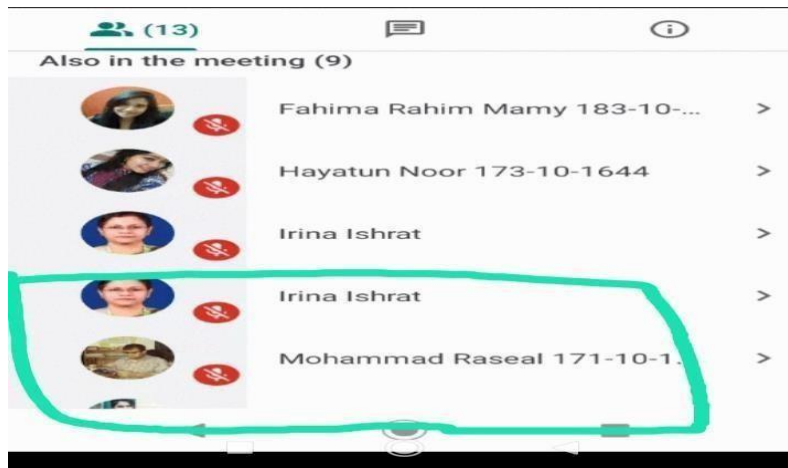 (13)
Also in the meeting (9)
Fahima Rahim Mamy 183-10-...
Hayatun Noor 173-10-1644
Irina Ishrat
Irina Ishrat
Mohammad Raseal 171-10-1.